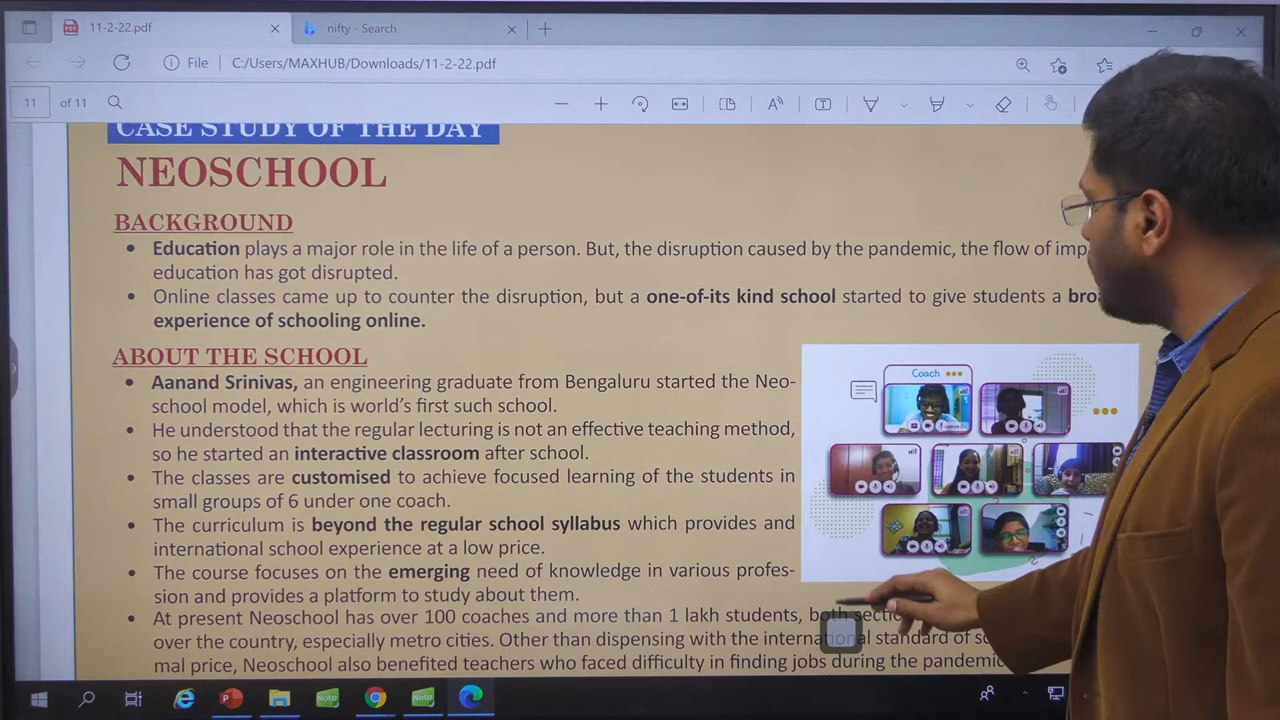 11-2-22.pdf
nifty - Search
File
C:/Users/MAXHUB/Downloads/11-2-22.pdf
11 of 11
CASE STUDY OF THE DAY
NEOSCHOOL
BACKGROUND
• Education plays a major role in the life of a person. But, the disruption caused by the pandemic, the flow of
education has got disrupted.
• Online classes came up to counter the disruption, but a one-of-its kind school started to give students a
experience of schooling online.
ABOUT THE SCHOOL
• Aanand Srinivas, an engineering graduate from Bengaluru started the Neo-
school model, which is world's first such school.
• He understood that the regular lecturing is not an effective teaching method,
so he started an interactive classroom after school.
• The classes are customised to achieve focused learning of the students in
small groups of 6 under one coach.
• The curriculum is beyond the regular school syllabus which provides and
international school experience at a low price.
• The course focuses on the emerging need of knowledge in various profes-
sion and provides a platform to study about them.
• At present Neoschool has over 100 coaches and more than 1 lakh students, both
over the country, especially metro cities. Other than dispensing with the international standard of
mal price, Neoschool also benefited teachers who faced difficulty in finding jobs during the pandemic
Coach
Note
Note